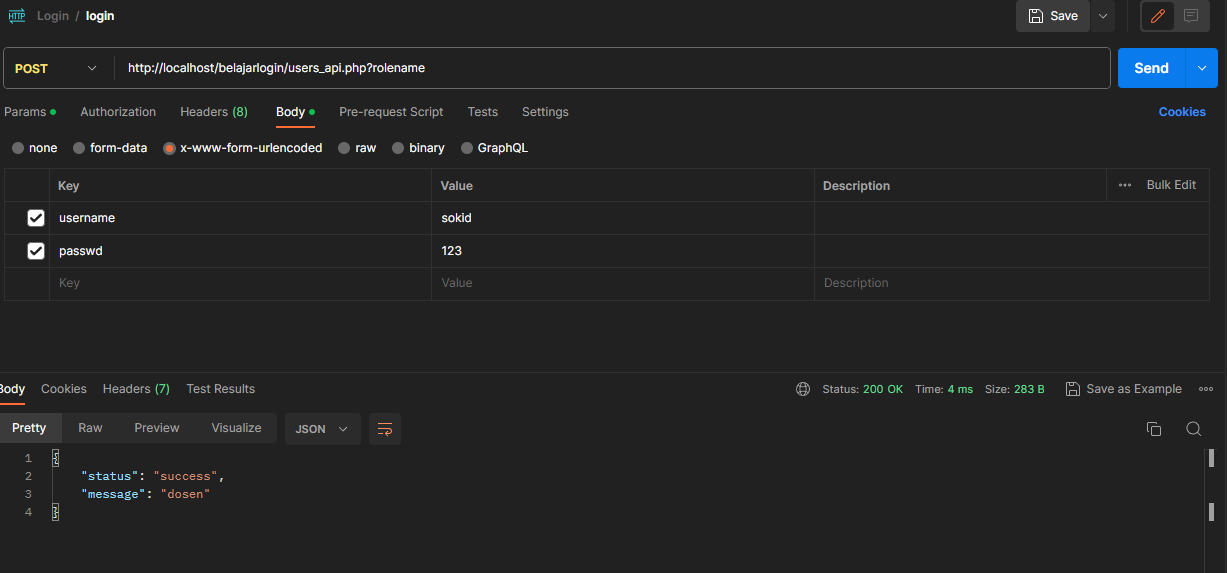 HTTP Login / login Save
POST http://localhost/belajarlogin/users_api.php?rolename Send
Params Authorization Headers (8) Body Pre-request Script Tests Settings Cookies
none form-data x-www-form-urlencoded raw binary GraphQL
Key Value Description ··· Bulk Edit
username sokid
passwd 123
Key Value Description
Body Cookies Headers (7) Test Results Status: 200 OK Time: 4 ms Size: 283 B Save as Example
Pretty Raw Preview Visualize JSON
1 {
2 "status": "success",
3 "message": "dosen"
4 }